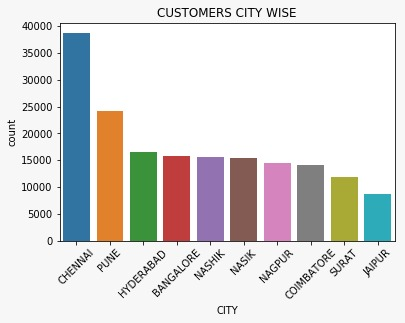 CUSTOMERS CITY WISE
40000
35000
30000
25000
20000
15000
10000
5000
0
count
CHENNAI
PUNE
HYDERABAD
BANGALORE
NASHIK
NASIK
NAGPUR
COIMBATORE
SURAT
JAIPUR
CITY